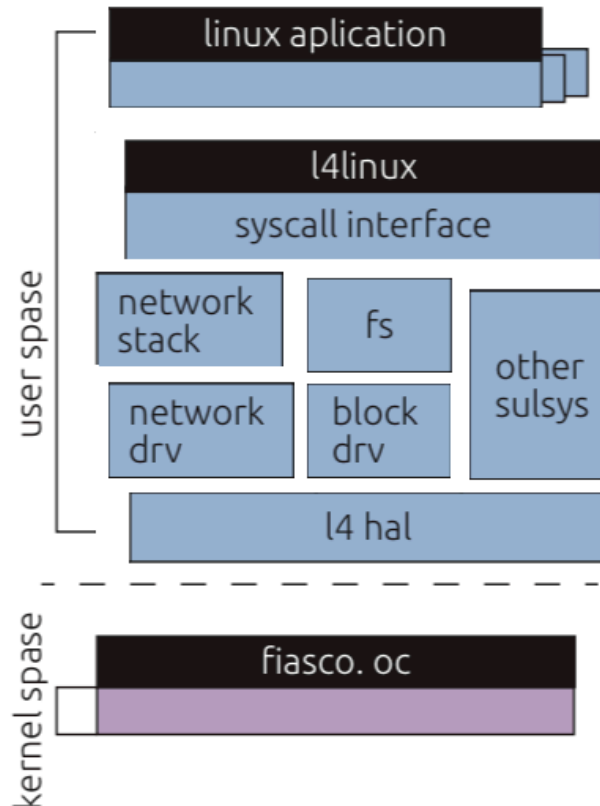 linux aplication
l4linux
syscall interface
network
stack
fs
other
sulsys
network
drv
block
drv
l4 hal
user spase
fiasco. oc
kernel spase